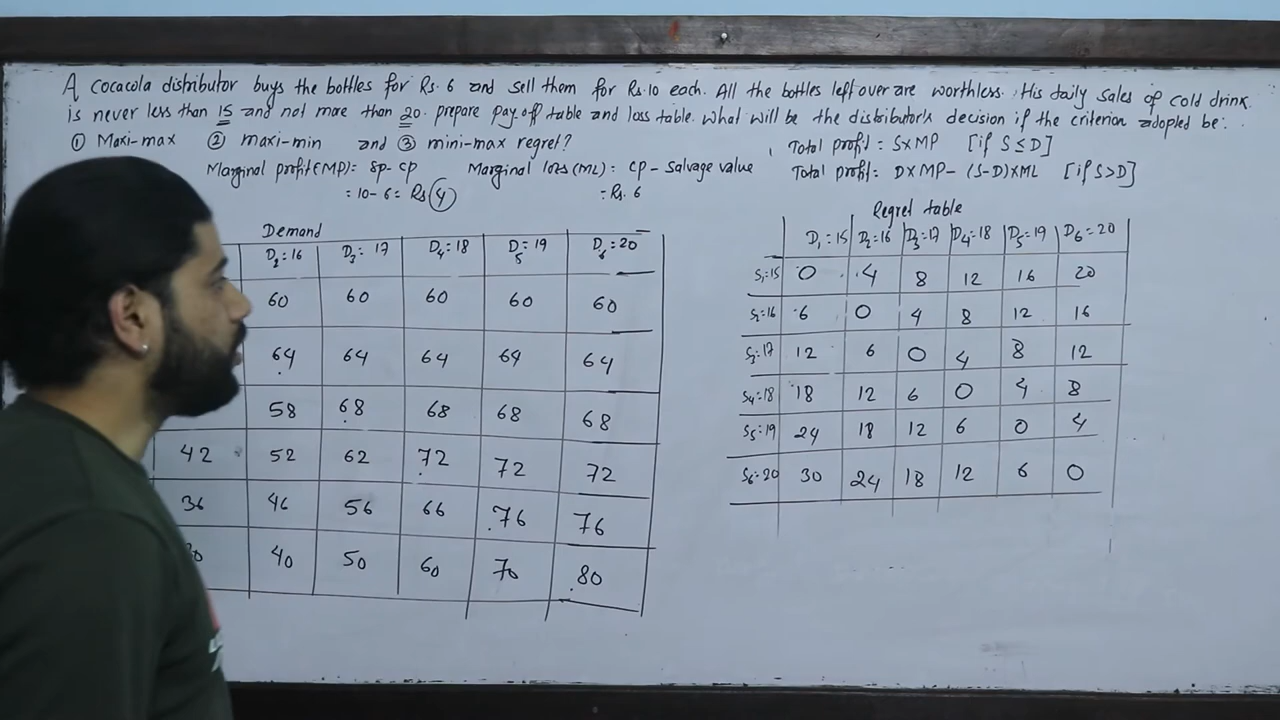 A cocacola distributor buys the bottles for Rs. 6 and sell them for Rs. 10 each. All the bottles left over are worthless. His daily sales of cold drink
is never less than 15 and not more than 20. prepare pay off table and loss table. what will be the distributor's decision if the criterion adopted be:
① Maxi-max ② maxi-min and ③ mini-max regret?
Marginal profit (MP)= Sp - cp Marginal loss (ML) = cp - Salvage value
= 10 - 6 = Rs 4 = Rs. 6
Total profit = S×MP [if S≤D]
Total profit = D×MP - (S-D)×ML [if S>D]
Demand
D2=16 D3=17 D4=18 D5=19 D6=20
60 60 60 60 60
64 64 64 64 64
58 68 68 68 68
42 52 62 72 72 72
36 46 56 66 76 76
40 50 60 70 80
Regret table
D1=15 D2=16 D3=17 D4=18 D5=19 D6=20
S1=15 0 4 8 12 16 20
S2=16 6 0 4 8 12 16
S3=17 12 6 0 4 8 12
S4=18 18 12 6 0 4 8
S5=19 24 18 12 6 0 4
S6=20 30 24 18 12 6 0